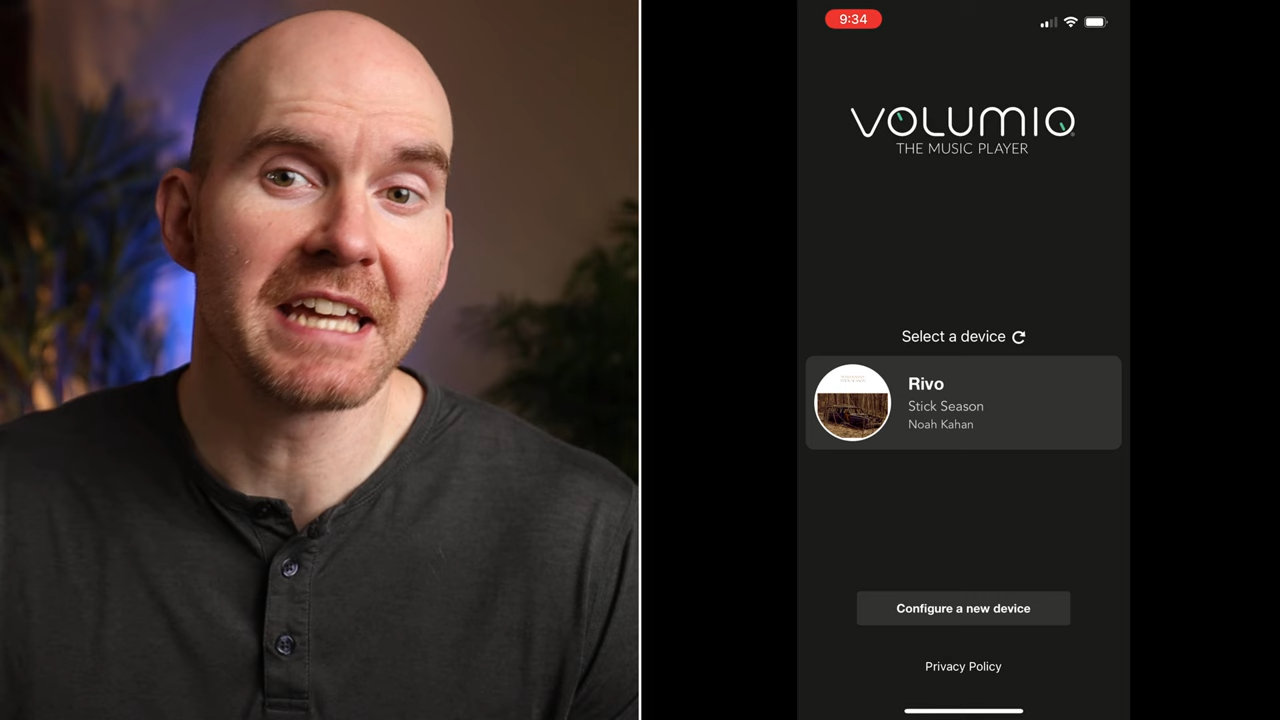 9:34
VOLUMIO
THE MUSIC PLAYER
Select a device
Rivo
Stick Season
Noah Kahan
Configure a new device
Privacy Policy